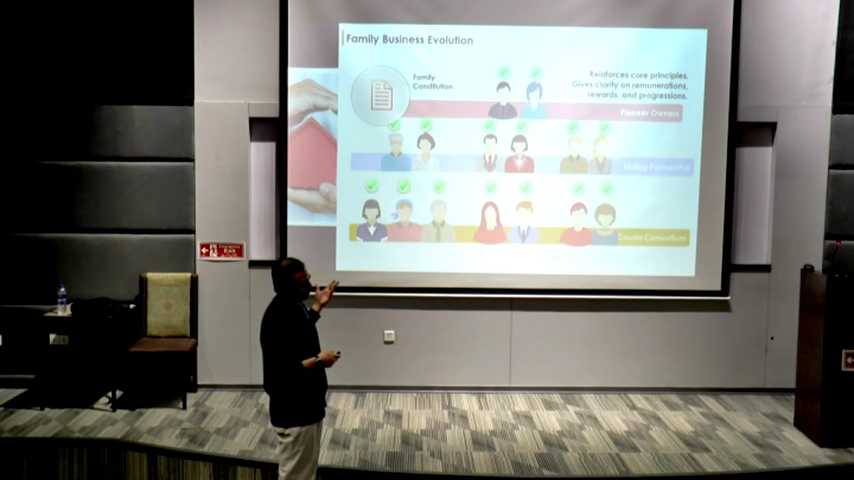 Family Business Evolution
Family
Constitution
Reinforces core principles.
Gives clarity on remunerations,
rewards, and progressions.
Pioneer Owners
Sibling Partnership
Cousin Consortium
Exit